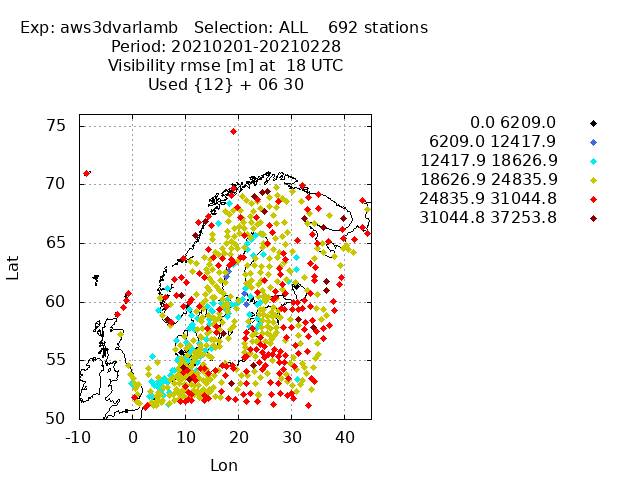 Exp: aws3dvarlamb   Selection: ALL    692 stations
Period: 20210201-20210228
Visibility rmse [m] at  18 UTC
Used {12} + 06 30
0.0 6209.0
6209.0 12417.9
12417.9 18626.9
18626.9 24835.9
24835.9 31044.8
31044.8 37253.8
75
70
65
60
55
50
Lat
-10 0 10 20 30 40
Lon